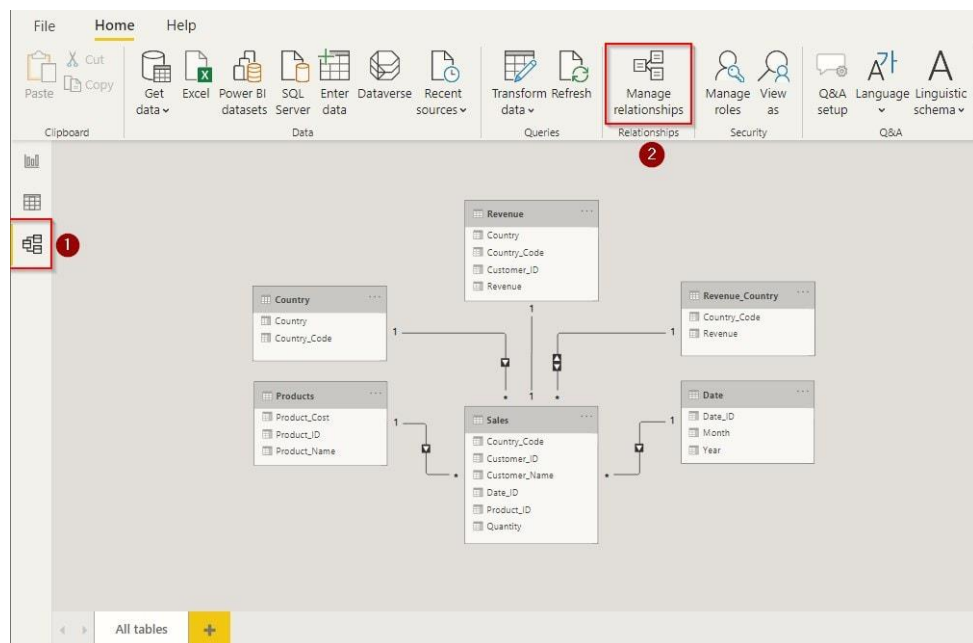 File Home Help
Paste
Cut
Copy
Clipboard
Get data
Excel
Power BI datasets
SQL Server
Enter data
Dataverse
Recent sources
Data
Transform data
Refresh
Queries
Manage relationships
Relationships
Manage roles
View as
Security
Q&A setup
Language
Linguistic schema
Q&A
2
1
Revenue
Country
Country_Code
Customer_ID
Revenue
1
Country
Country
Country_Code
1
Revenue_Country
Country_Code
Revenue
1
Products
Product_Cost
Product_ID
Product_Name
1
1
Sales
Country_Code
Customer_ID
Customer_Name
Date_ID
Product_ID
Quantity
Date
Date_ID
Month
Year
1
All tables